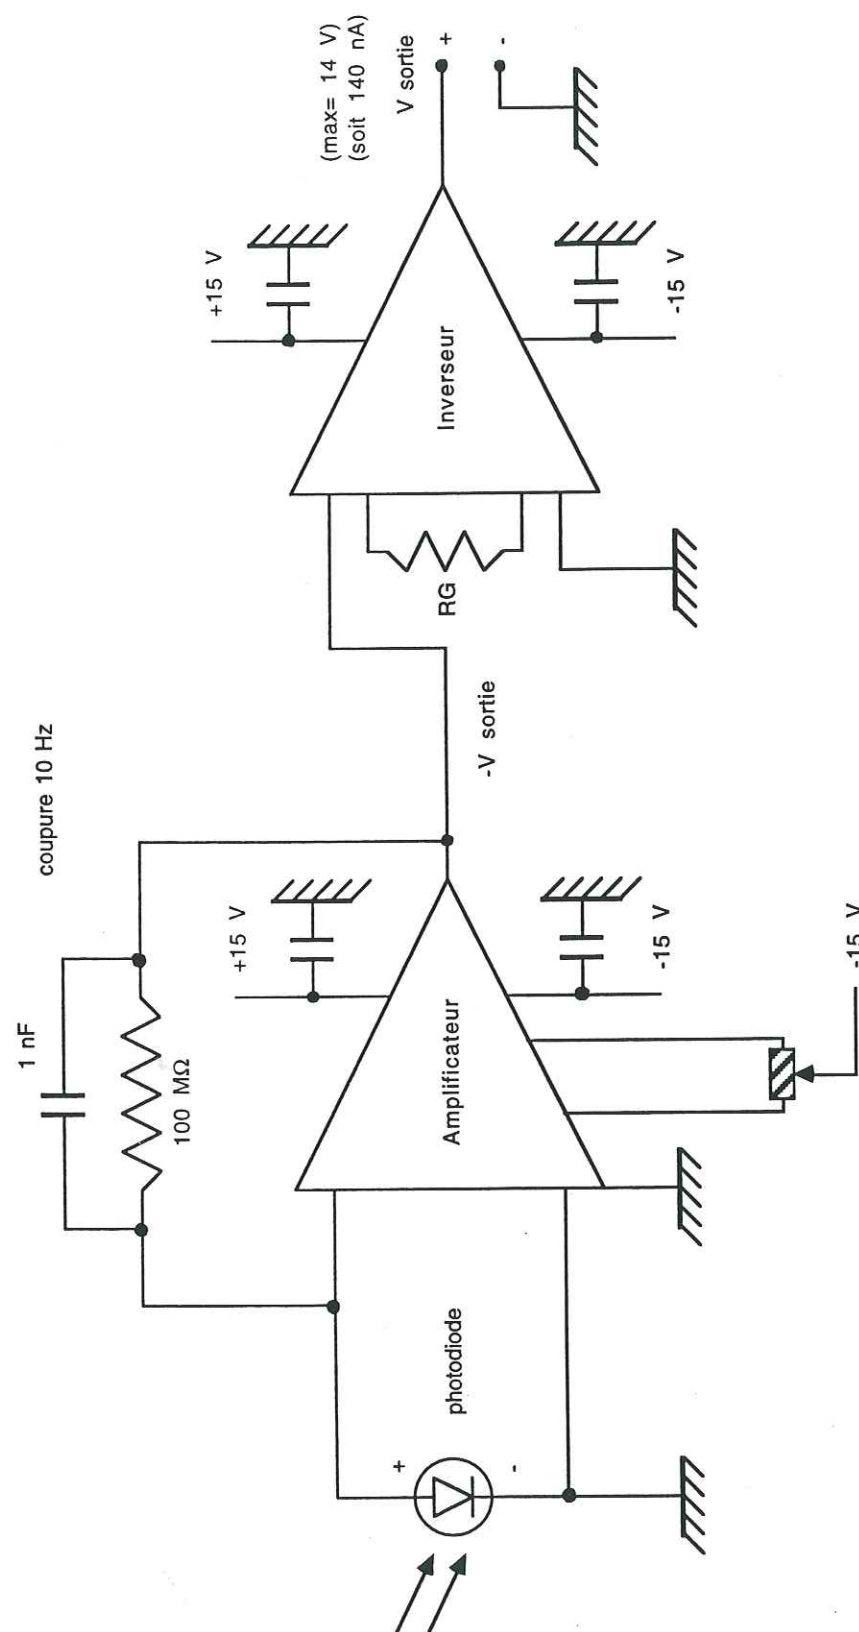 coupure 10 Hz
1 nF
100 MΩ
+15 V
Amplificateur
-15 V
-15 V
photodiode
+
-
-V sortie
RG
+15 V
Inverseur
-15 V
(max= 14 V)
(soit 140 nA)
V sortie
+
-